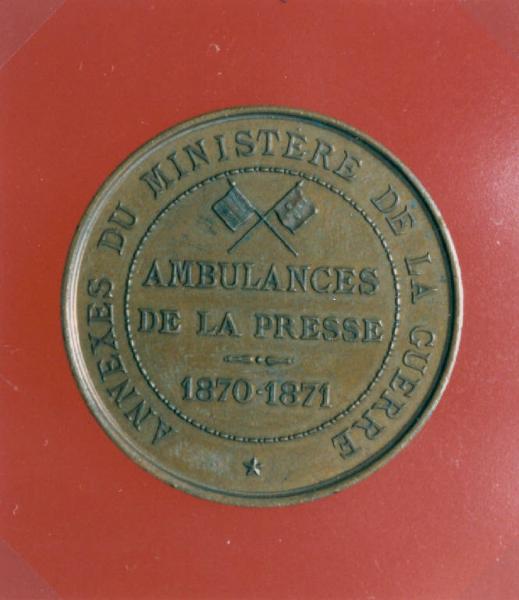 ANNEXES DU MINISTÈRE DE LA GUERRE
AMBULANCES
DE LA PRESSE
1870-1871